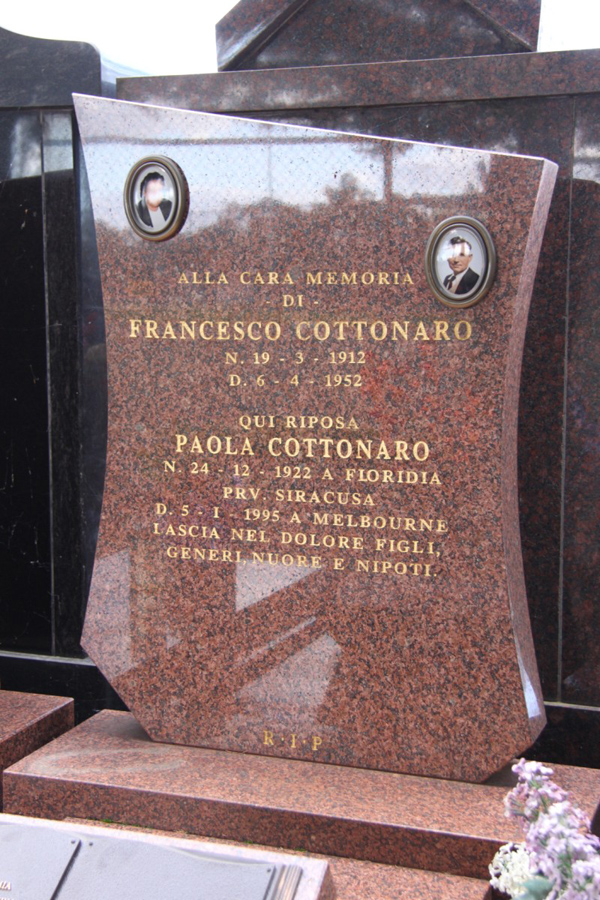 ALLA CARA MEMORIA
- DI -
FRANCESCO COTTONARO
N. 19 - 3 - 1912
D. 6 - 4 - 1952
QUI RIPOSA
PAOLA COTTONARO
N. 24 - 12 - 1922 A FLORIDIA
PRV. SIRACUSA
D. 5 - 1 - 1995 A MELBOURNE
LASCIA NEL DOLORE FIGLI,
GENERI, NUORE E NIPOTI.
R·I·P